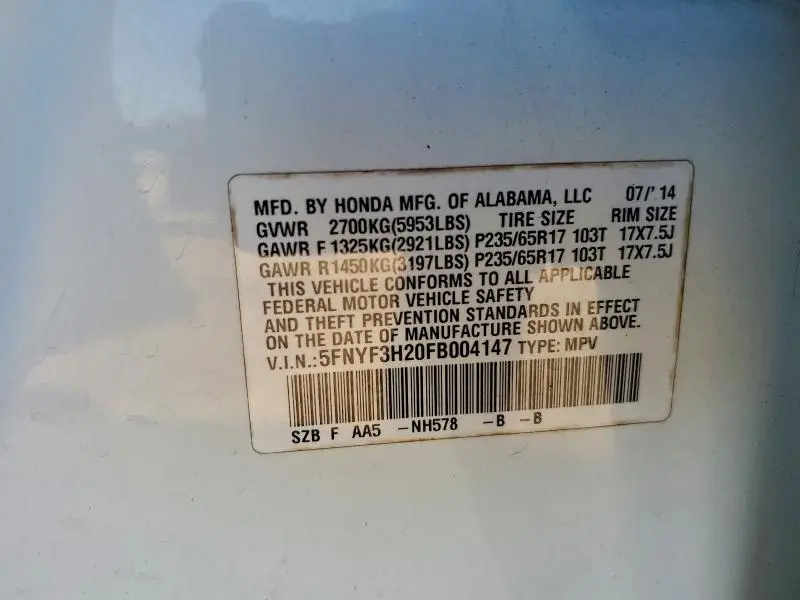 MFD. BY HONDA MFG. OF ALABAMA, LLC 07/'14
GVWR 2700KG(5953LBS) TIRE SIZE RIM SIZE
GAWR F 1325KG(2921LBS) P235/65R17 103T 17X7.5J
GAWR R1450KG(3197LBS) P235/65R17 103T 17X7.5J
THIS VEHICLE CONFORMS TO ALL APPLICABLE
FEDERAL MOTOR VEHICLE SAFETY
AND THEFT PREVENTION STANDARDS IN EFFECT
ON THE DATE OF MANUFACTURE SHOWN ABOVE.
V.I.N.:5FNYF3H20FB004147 TYPE: MPV
SZB F AA5 -NH578 -B -B